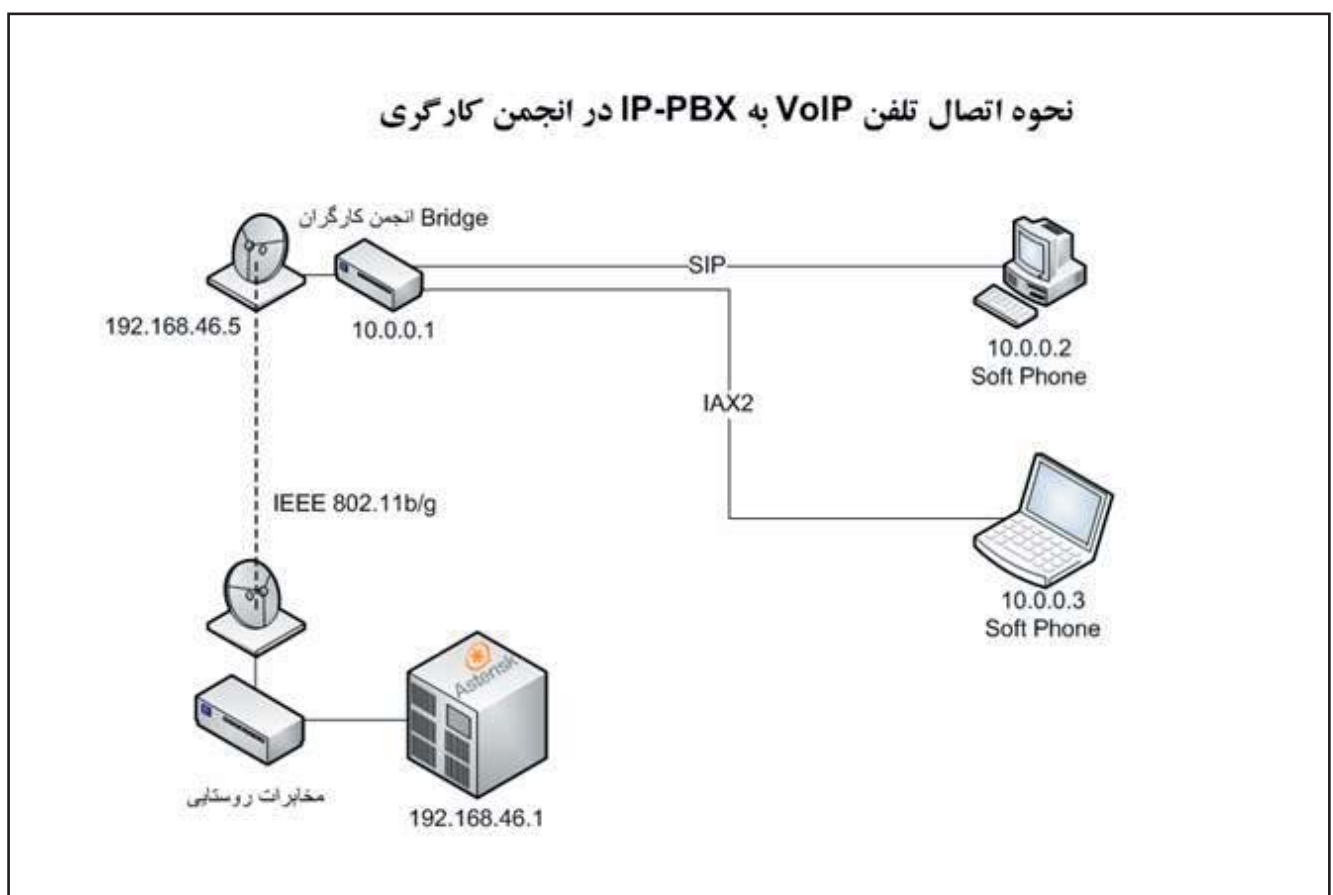 نحوه اتصال تلفن VoIP به IP-PBX در انجمن کارگری
Bridge انجمن کارگران
192.168.46.5
10.0.0.1
SIP
10.0.0.2
Soft Phone
IAX2
IEEE 802.11b/g
10.0.0.3
Soft Phone
Asterisk
مخابرات روستایی
192.168.46.1